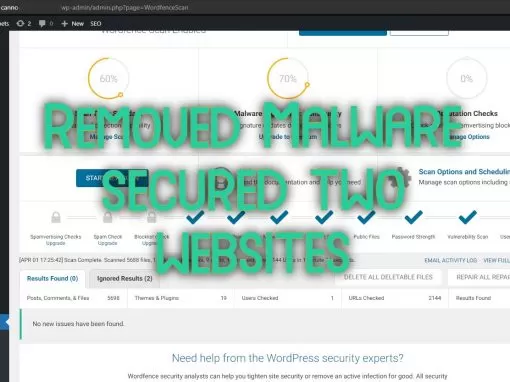 canno wp-admin/admin.php?page=WordfenceScan
2 0 + New SEO
Wordfence Scan Enabled
60% 70% 0%
REMOVED MALWARE
Manage Scan Upgrade to Manage Options
SECURED TWO
WEBSITES
Scan Options and Scheduling
Manage scan options including
Spamvertising Checks Spam Check Blocklist Check Public Files Password Strength Vulnerability Scan
Upgrade Upgrade Upgrade
[APR 01 17:25:42] Scan Complete. Scanned 5688 files, EMAIL ACTIVITY LOG VIEW FULL
Results Found (0) Ignored Results (2) DELETE ALL DELETABLE FILES REPAIR ALL
Posts, Comments, & Files 5698 Themes & Plugins 19 Users Checked 1 URLs Checked 2144 Results Found
No new issues have been found.
Need help from the WordPress security experts?
Wordfence security analysts can help you tighten site security or remove an active infection for good. All security